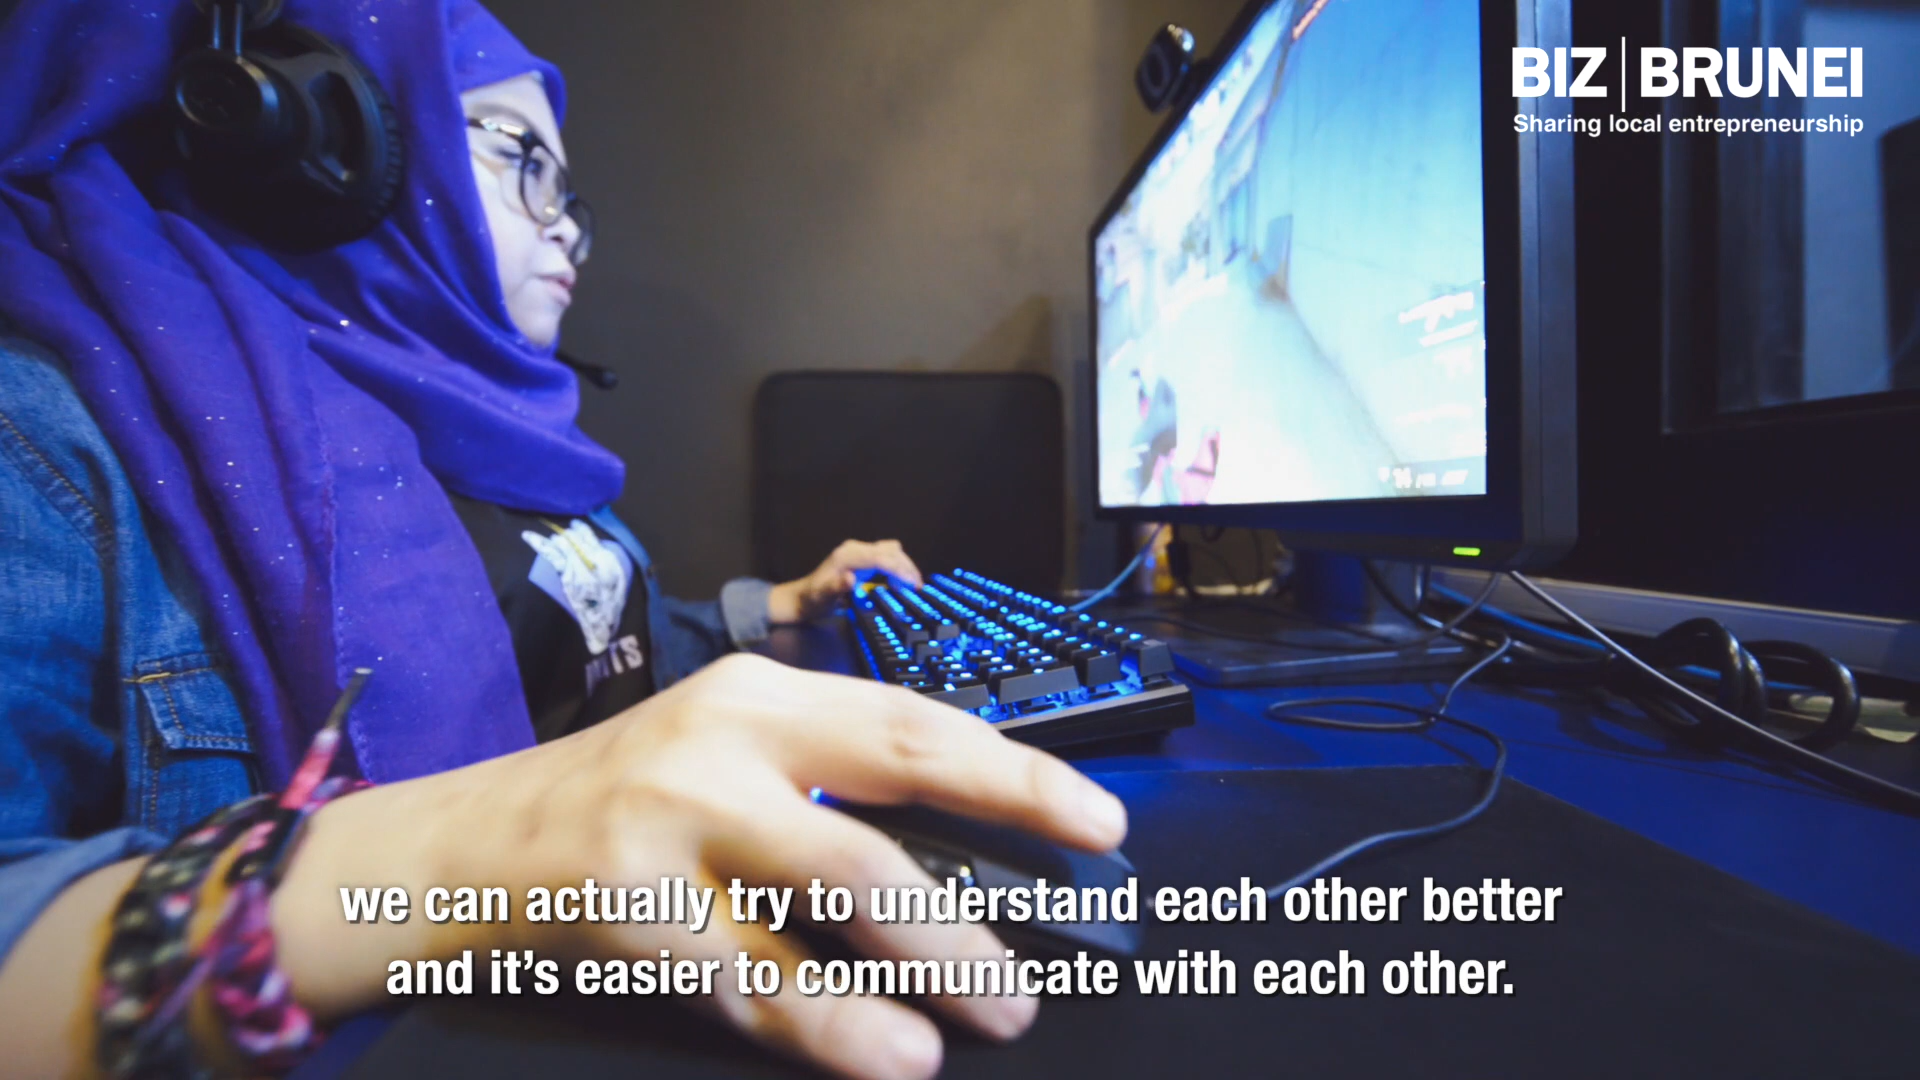 BIZ|BRUNEI
Sharing local entrepreneurship
we can actually try to understand each other better
and it’s easier to communicate with each other.